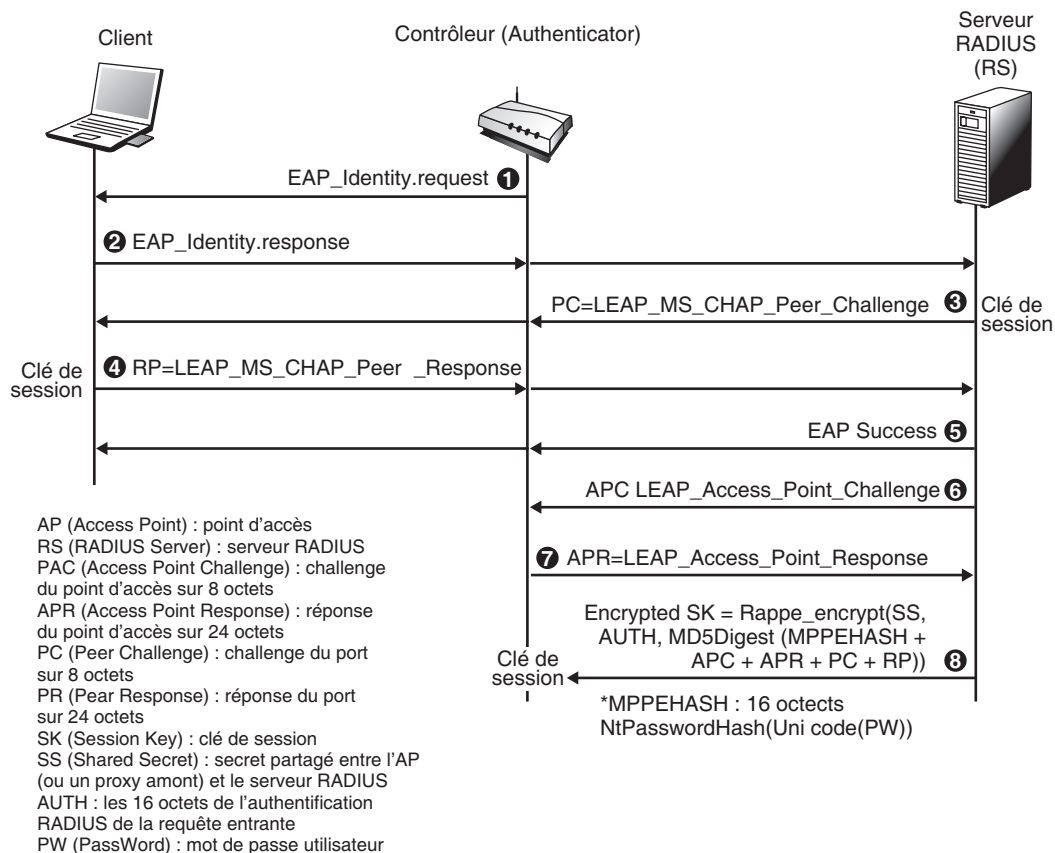 Client
Contrôleur (Authenticator)
Serveur
RADIUS
(RS)
EAP_Identity.request ❶
❷ EAP_Identity.response
PC=LEAP_MS_CHAP_Peer_Challenge ❸
Clé de
session
Clé de
session
❹ RP=LEAP_MS_CHAP_Peer _Response
EAP Success ❺
APC LEAP_Access_Point_Challenge ❻
❼ APR=LEAP_Access_Point_Response
Encrypted SK = Rappe_encrypt(SS,
AUTH, MD5Digest (MPPEHASH +
APC + APR + PC + RP)) ❽
Clé de
session
*MPPEHASH : 16 octects
NtPasswordHash(Uni code(PW))
AP (Access Point) : point d'accès
RS (RADIUS Server) : serveur RADIUS
PAC (Access Point Challenge) : challenge
du point d'accès sur 8 octets
APR (Access Point Response) : réponse
du point d'accès sur 24 octets
PC (Peer Challenge) : challenge du port
sur 8 octets
PR (Pear Response) : réponse du port
sur 24 octets
SK (Session Key) : clé de session
SS (Shared Secret) : secret partagé entre l'AP
(ou un proxy amont) et le serveur RADIUS
AUTH : les 16 octets de l'authentification
RADIUS de la requête entrante
PW (PassWord) : mot de passe utilisateur